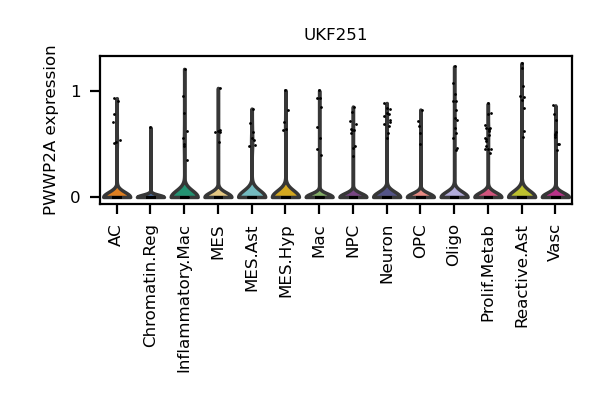 UKF251
PWWP2A expression
1
0
AC
Chromatin.Reg
Inflammatory.Mac
MES
MES.Ast
MES.Hyp
Mac
NPC
Neuron
OPC
Oligo
Prolif.Metab
Reactive.Ast
Vasc